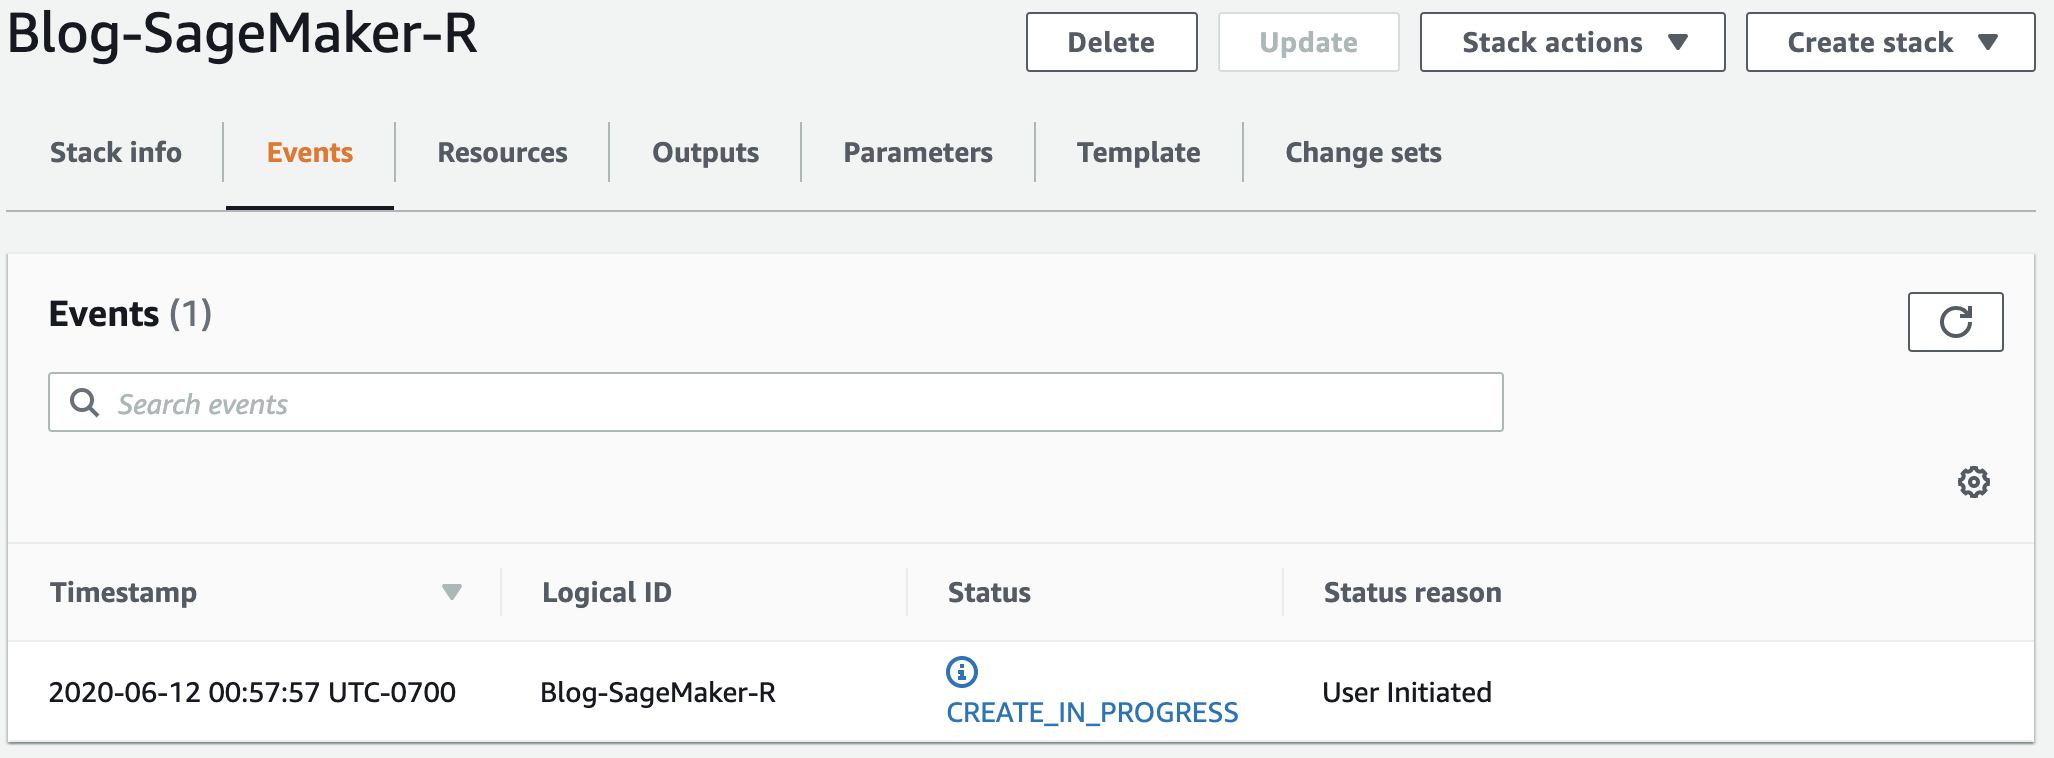 Blog-SageMaker-R
Delete
Update
Stack actions
Create stack
Stack info
Events
Resources
Outputs
Parameters
Template
Change sets
Events (1)
Search events
Timestamp
Logical ID
Status
Status reason
2020-06-12 00:57:57 UTC-0700
Blog-SageMaker-R
CREATE_IN_PROGRESS
User Initiated